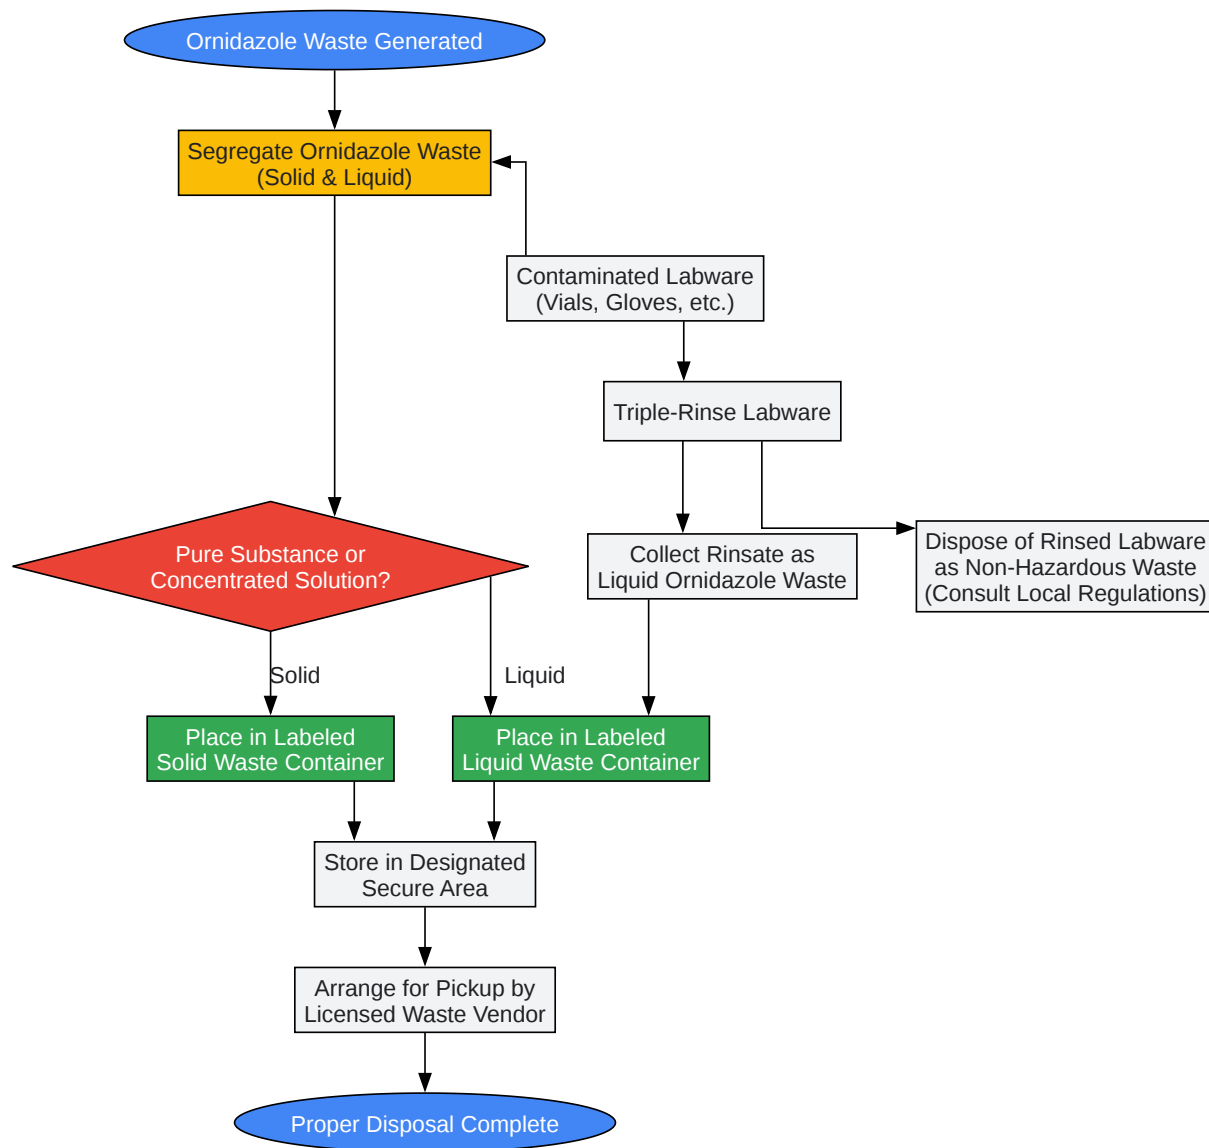 Ornidazole Waste Generated
Segregate Ornidazole Waste
(Solid & Liquid)
Contaminated Labware
(Vials, Gloves, etc.)
Triple-Rinse Labware
Pure Substance or
Concentrated Solution?
Collect Rinsate as
Liquid Ornidazole Waste
Dispose of Rinsed Labware
as Non-Hazardous Waste
(Consult Local Regulations)
Solid
Liquid
Place in Labeled
Solid Waste Container
Place in Labeled
Liquid Waste Container
Store in Designated
Secure Area
Arrange for Pickup by
Licensed Waste Vendor
Proper Disposal Complete